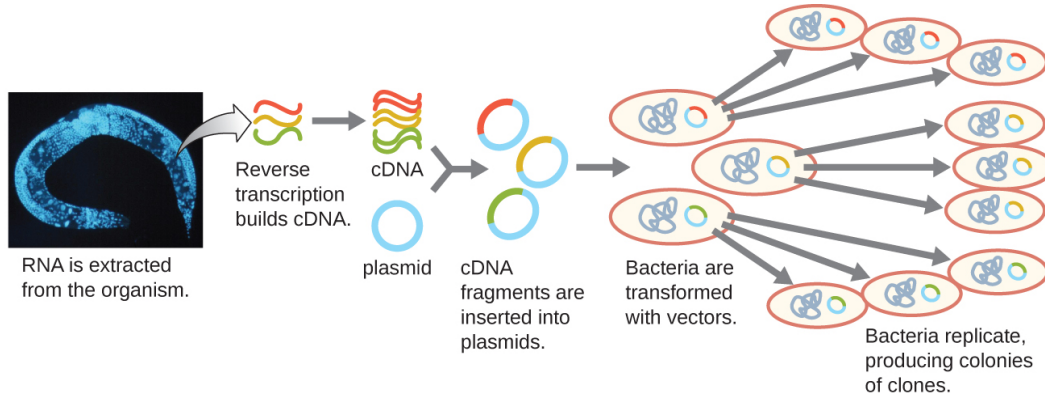 RNA is extracted
from the organism.
Reverse
transcription
builds cDNA.
cDNA
plasmid
cDNA
fragments are
inserted into
plasmids.
Bacteria are
transformed
with vectors.
Bacteria replicate,
producing colonies
of clones.